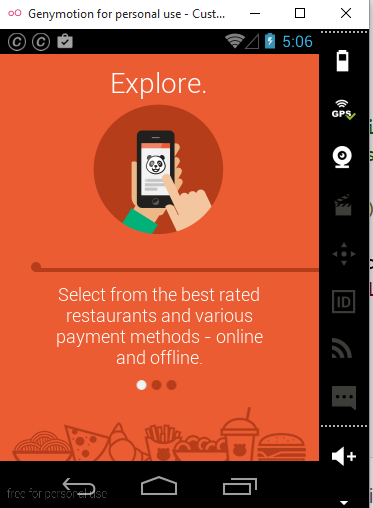 Genymotion for personal use - Cust...
5:06
GPS
Explore.
Select from the best rated
restaurants and various
payment methods - online
and offline.
ID
free for personal use